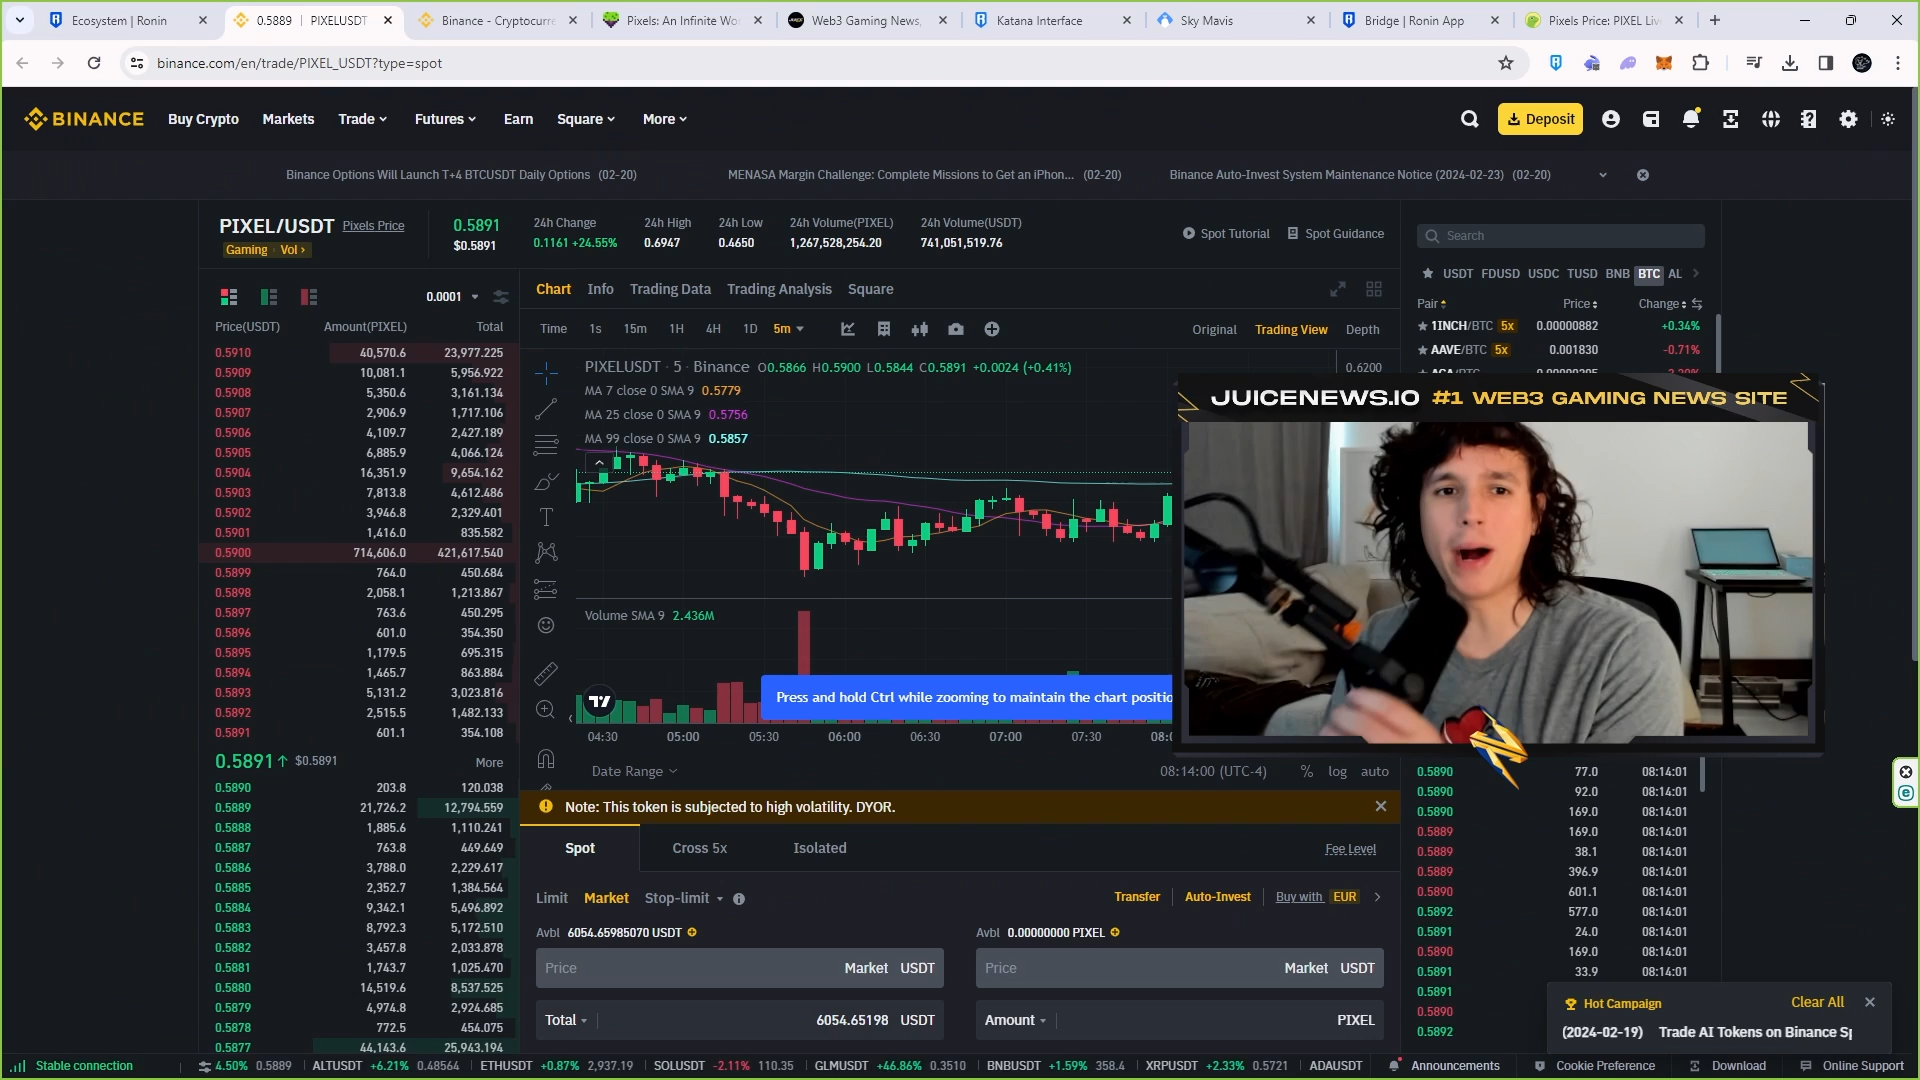 Ecosystem | Ronin
0.5889 | PIXELUSDT
Binance - Cryptocurre
Pixels: An Infinite Wo
Web3 Gaming News,
Katana Interface
Sky Mavis
Bridge | Ronin App
Pixels Price: PIXEL Liv
binance.com/en/trade/PIXEL_USDT?type=spot
BINANCE Buy Crypto Markets Trade Futures Earn Square More Deposit
Binance Options Will Launch T+4 BTCUSDT Daily Options (02-20)
MENASA Margin Challenge: Complete Missions to Get an iPhon... (02-20)
Binance Auto-Invest System Maintenance Notice (2024-02-23) (02-20)
PIXEL/USDT Pixels Price
Gaming Vol
0.5891
$0.5891
24h Change
0.1161 +24.55%
24h High
0.6947
24h Low
0.4650
24h Volume(PIXEL)
1,267,528,254.20
24h Volume(USDT)
741,051,519.76
Spot Tutorial Spot Guidance
0.0001
Price(USDT) Amount(PIXEL) Total
0.5910 40,570.6 23,977.225
0.5909 10,081.1 5,956.922
0.5908 5,350.6 3,161.134
0.5907 2,906.9 1,717.106
0.5906 4,109.7 2,427.189
0.5905 6,885.9 4,066.124
0.5904 16,351.9 9,654.162
0.5903 7,813.8 4,612.486
0.5902 3,946.8 2,329.401
0.5901 1,416.0 835.582
0.5900 714,606.0 421,617.540
0.5899 764.0 450.684
0.5898 2,058.1 1,213.867
0.5897 763.6 450.295
0.5896 601.0 354.350
0.5895 1,179.5 695.315
0.5894 1,465.7 863.884
0.5893 5,131.2 3,023.816
0.5892 2,515.5 1,482.133
0.5891 601.1 354.108
0.5891↑ $0.5891 More
0.5890 203.8 120.038
0.5889 21,726.2 12,794.559
0.5888 1,885.6 1,110.241
0.5887 763.8 449.649
0.5886 3,788.0 2,229.617
0.5885 2,352.7 1,384.564
0.5884 9,342.1 5,496.892
0.5883 8,792.3 5,172.510
0.5882 3,457.8 2,033.878
0.5881 1,743.7 1,025.470
0.5880 14,519.6 8,537.525
0.5879 4,974.8 2,924.685
0.5878 772.5 454.075
0.5877 44,143.6 25,943.194
Chart Info Trading Data Trading Analysis Square
Time 1s 15m 1H 4H 1D 5m
Original Trading View Depth
PIXELUSDT · 5 · Binance O0.5866 H0.5900 L0.5844 C0.5891 +0.0024 (+0.41%)
MA 7 close 0 SMA 9 0.5779
MA 25 close 0 SMA 9 0.5756
MA 99 close 0 SMA 9 0.5857
0.6200
Volume SMA 9 2.436M
Press and hold Ctrl while zooming to maintain the chart positio
04:30 05:00 05:30 06:00 06:30 07:00 07:30 08:0
Date Range
08:14:00 (UTC-4) % log auto
Note: This token is subjected to high volatility. DYOR.
Spot Cross 5x Isolated Fee Level
Limit Market Stop-limit
Transfer Auto-Invest Buy with EUR
Avbl 6054.65985070 USDT
Price Market USDT
Total 6054.65198 USDT
Avbl 0.00000000 PIXEL
Price Market USDT
Amount PIXEL
Search
USDT FDUSD USDC TUSD BNB BTC AL
Pair Price Change
1INCH/BTC 5x 0.00000882 +0.34%
AAVE/BTC 5x 0.001830 -0.71%
JUICENEWS.IO #1 WEB3 GAMING NEWS SITE
0.5890 77.0 08:14:01
0.5890 92.0 08:14:01
0.5890 169.0 08:14:01
0.5889 169.0 08:14:01
0.5889 38.1 08:14:01
0.5889 396.9 08:14:01
0.5890 601.1 08:14:01
0.5892 577.0 08:14:01
0.5891 24.0 08:14:01
0.5890 169.0 08:14:01
0.5891 33.9 08:14:01
0.5891
0.5890
0.5892
Hot Campaign Clear All
(2024-02-19) Trade AI Tokens on Binance Sp
Stable connection
4.50% 0.5889 ALTUSDT +6.21% 0.48564 ETHUSDT +0.87% 2,937.19 SOLUSDT -2.11% 110.35 GLMUSDT +46.86% 0.3510 BNBUSDT +1.59% 358.4 XRPUSDT +2.33% 0.5721 ADAUSDT
Announcements Cookie Preference Download Online Support